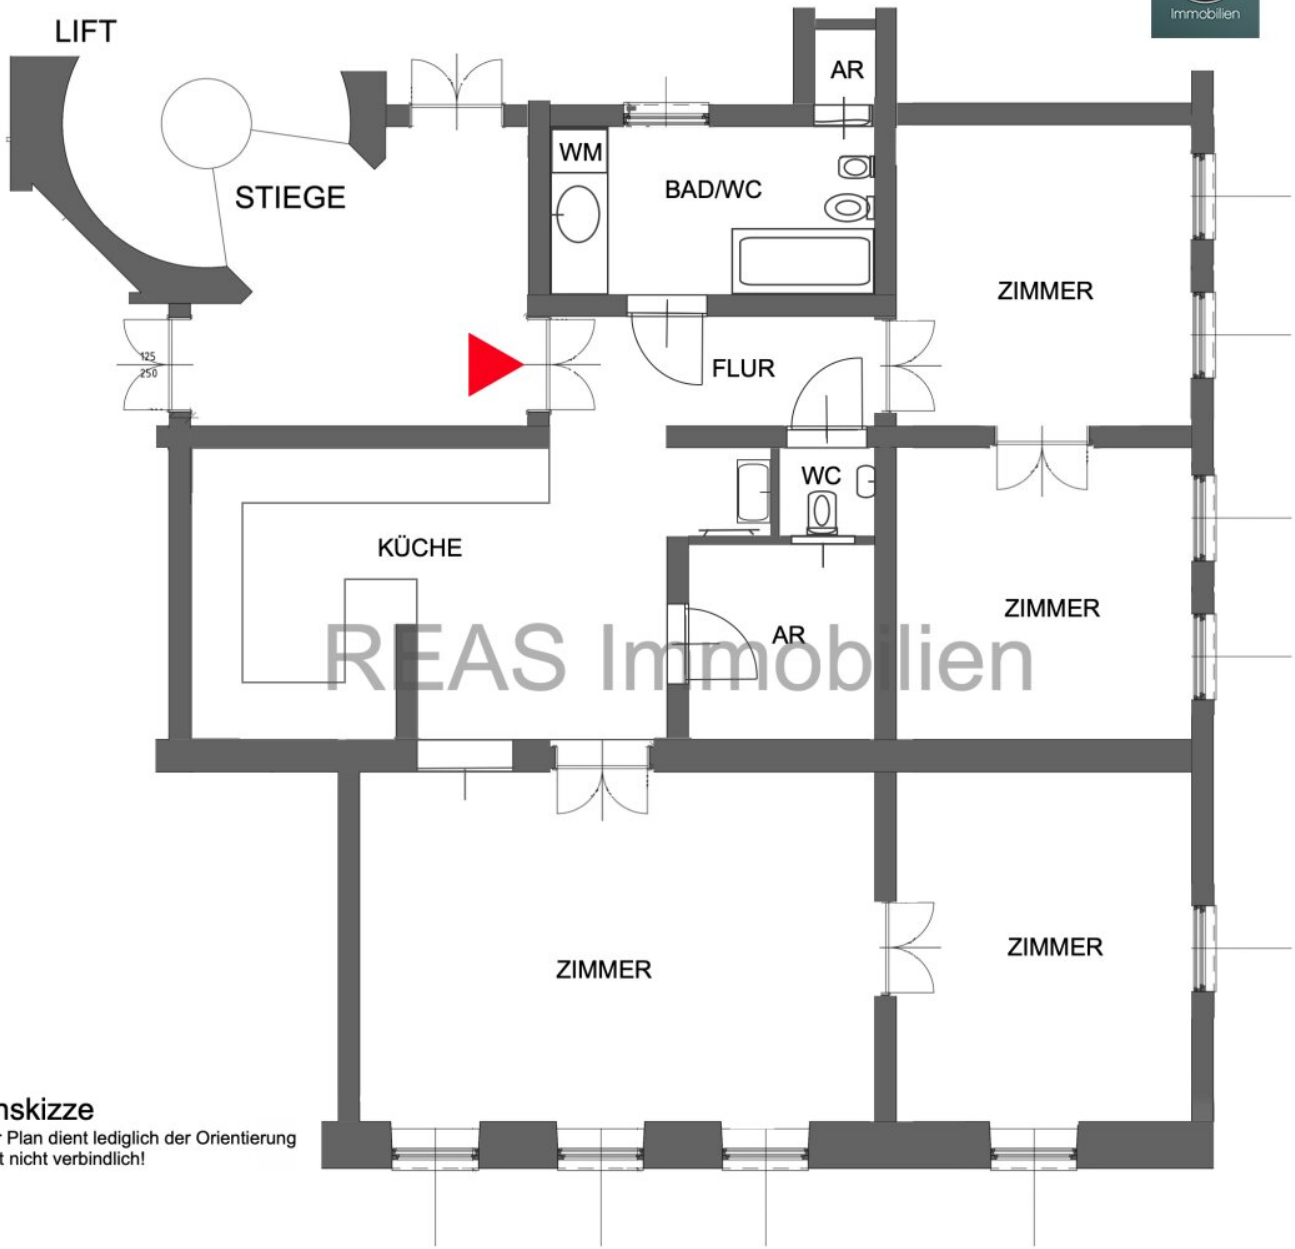 Immobilien
LIFT
AR
WM
BAD/WC
STIEGE
ZIMMER
125
250
FLUR
WC
KÜCHE
ZIMMER
AR
REAS Immobilien
ZIMMER
ZIMMER
Plan dient lediglich der Orientierung
nicht verbindlich!